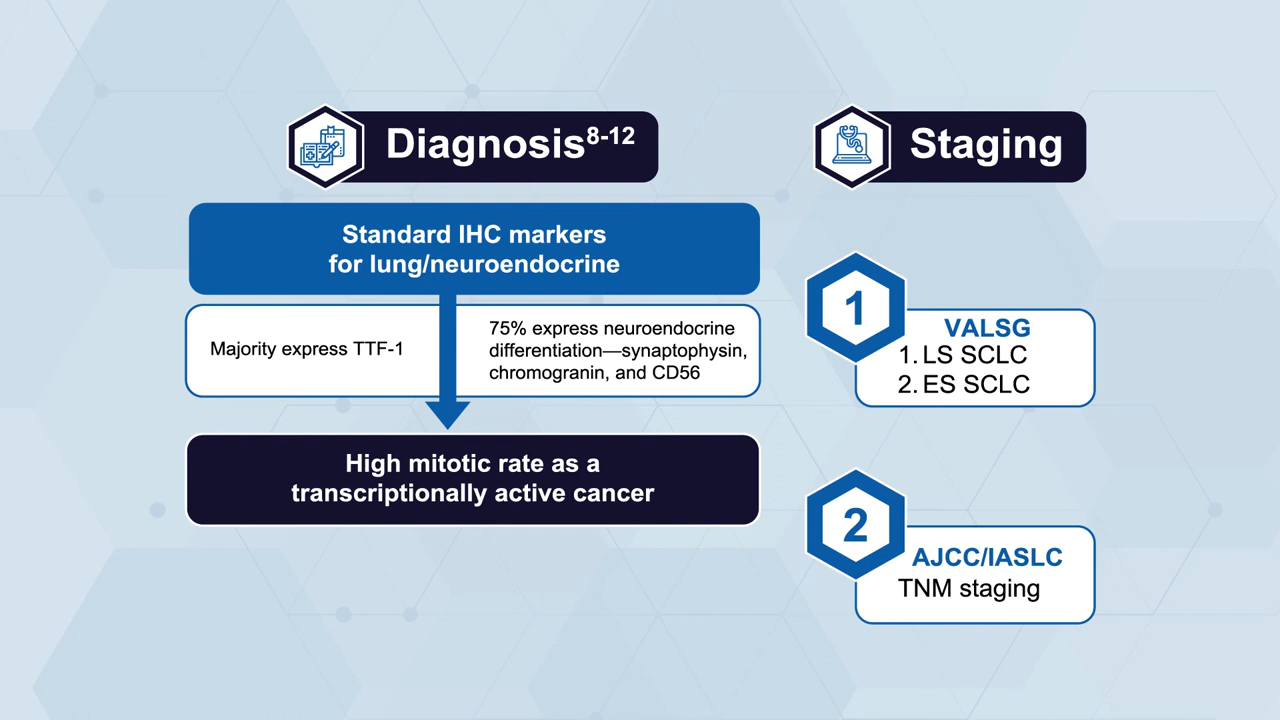 Diagnosis8-12
Standard IHC markers
for lung/neuroendocrine
Majority express TTF-1
75% express neuroendocrine
differentiation—synaptophysin,
chromogranin, and CD56
High mitotic rate as a
transcriptionally active cancer
Staging
1
VALSG
1. LS SCLC
2. ES SCLC
2
AJCC/IASLC
TNM staging